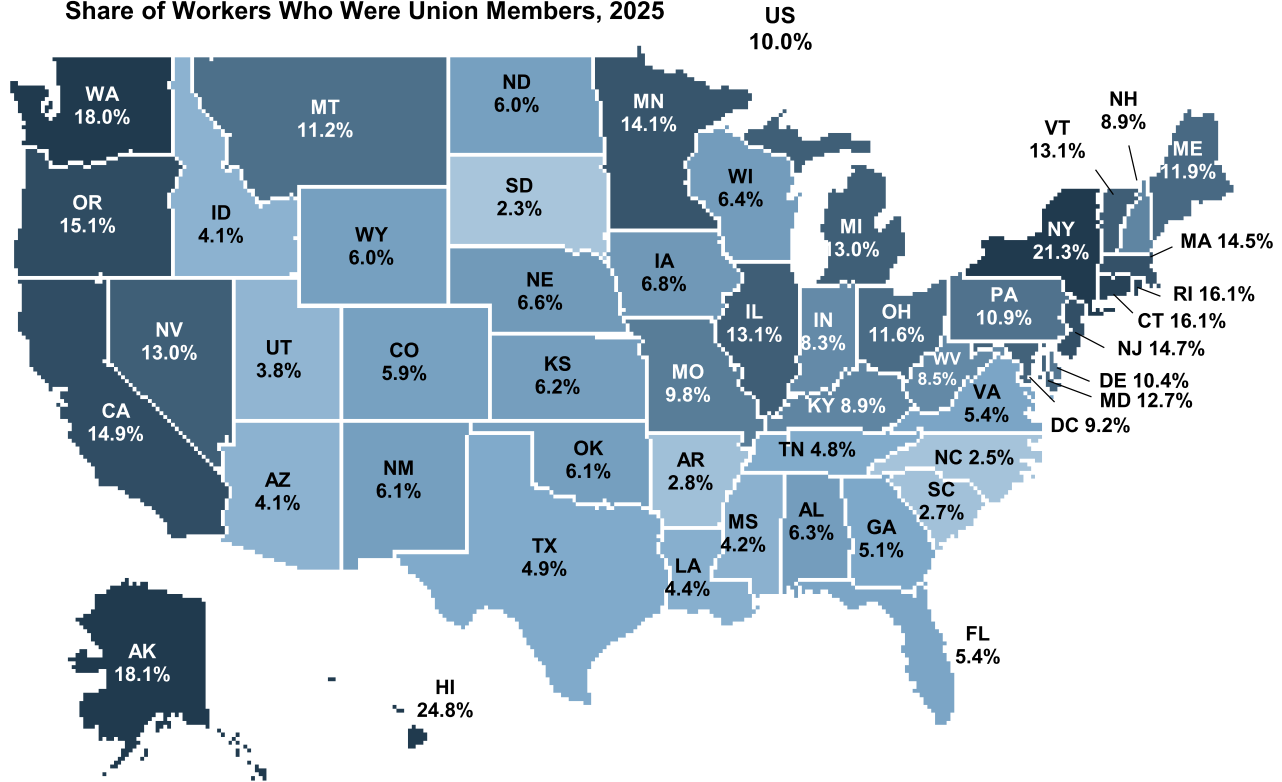 Share of Workers Who Were Union Members, 2025
US
10.0%
WA
18.0%
MT
11.2%
ND
6.0%
MN
14.1%
NH
8.9%
VT
13.1%
ME
11.9%
OR
15.1%
ID
4.1%
SD
2.3%
WI
6.4%
WY
6.0%
MI
3.0%
NY
21.3%
MA 14.5%
IA
6.8%
NE
6.6%
RI 16.1%
PA
10.9%
CT 16.1%
NV
13.0%
UT
3.8%
CO
5.9%
IL
13.1%
IN
8.3%
OH
11.6%
NJ 14.7%
KS
6.2%
MO
9.8%
WV
8.5%
DE 10.4%
MD 12.7%
VA
5.4%
DC 9.2%
CA
14.9%
KY 8.9%
TN 4.8%
NC 2.5%
AZ
4.1%
NM
6.1%
OK
6.1%
AR
2.8%
SC
2.7%
MS
4.2%
AL
6.3%
GA
5.1%
TX
4.9%
LA
4.4%
FL
5.4%
AK
18.1%
HI
24.8%